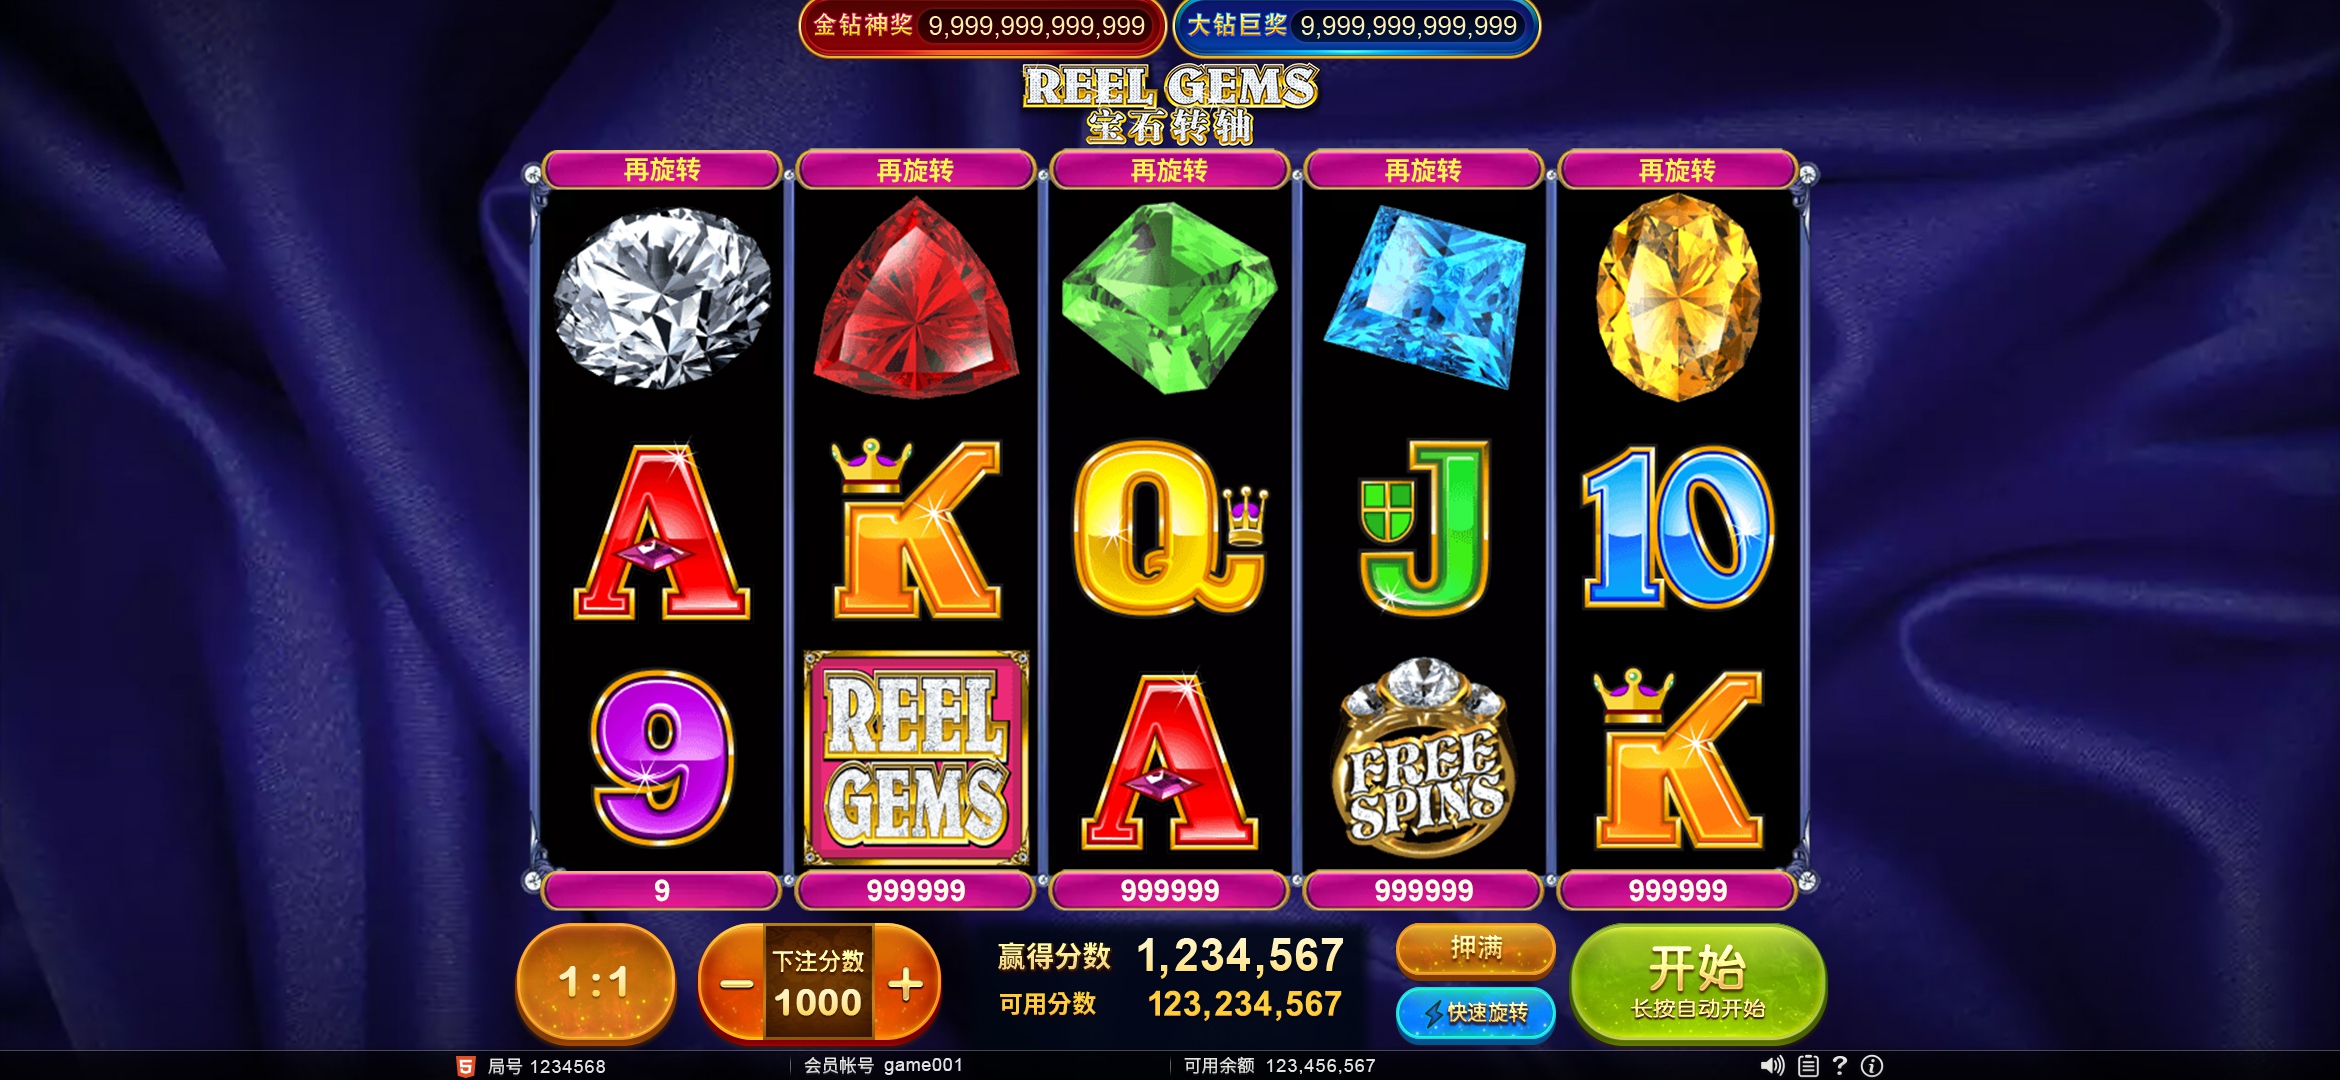 金钻神奖 9,999,999,999,999
大钻巨奖 9,999,999,999,999
REEL GEMS
宝石转轴
再旋转 再旋转 再旋转 再旋转 再旋转
A K Q J 10
9 REEL GEMS A FREE SPINS K
9 999999 999999 999999 999999
1:1
－ 下注分数 ＋
1000
赢得分数 1,234,567
可用分数 123,234,567
押满
快速旋转
开始
长按自动开始
5 局号 1234568 会员帐号 game001 可用余额 123,456,567 ? i